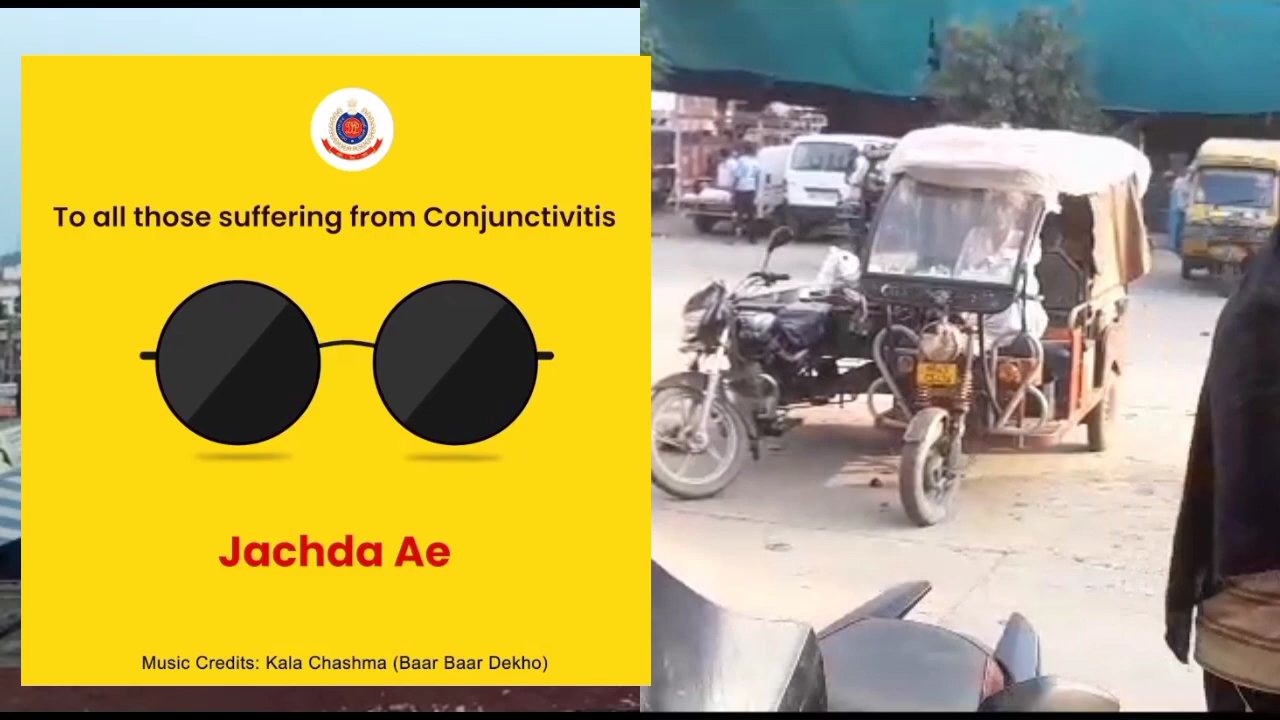 To all those suffering from Conjunctivitis
Jachda Ae
Music Credits: Kala Chashma (Baar Baar Dekho)